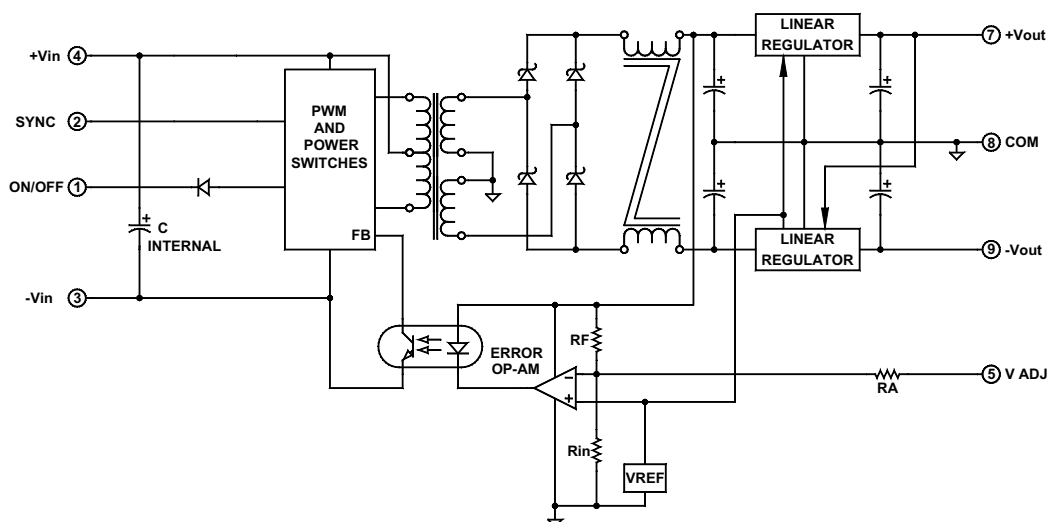 +Vin 4
SYNC 2
ON/OFF 1
-Vin 3
+
C
INTERNAL
PWM
AND
POWER
SWITCHES
FB
LINEAR
REGULATOR
7 +Vout
+
+
8 COM
+
+
LINEAR
REGULATOR
9 -Vout
ERROR
OP-AM
RF
−
+
Rin
VREF
RA
5 V ADJ